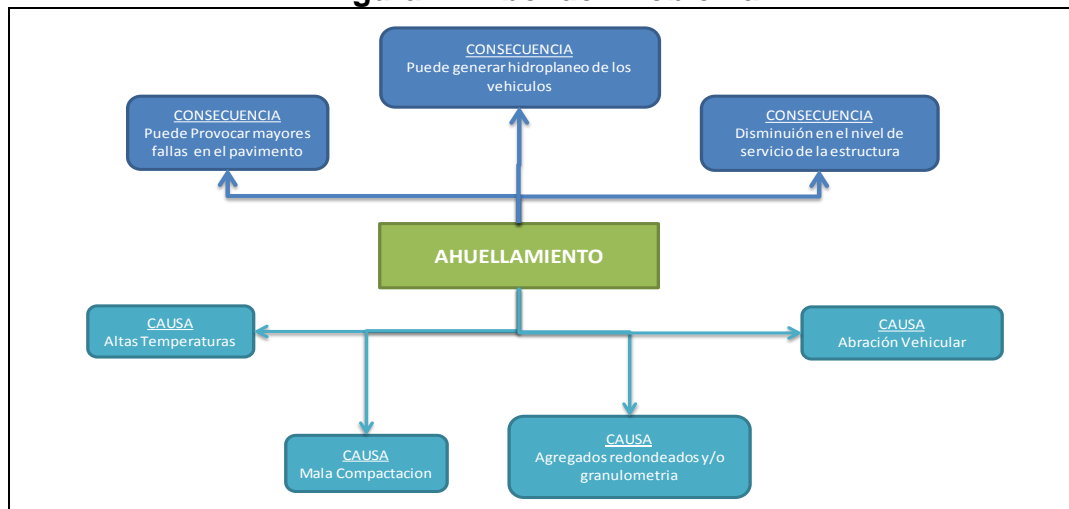 CONSECUENCIA
Puede generar hidroplaneo de los
vehiculos
CONSECUENCIA
Puede Provocar mayores
fallas en el pavimento
CONSECUENCIA
Disminuión en el nivel de
servicio de la estructura
AHUELLAMIENTO
CAUSA
Altas Temperaturas
CAUSA
Abración Vehicular
CAUSA
Mala Compactacion
CAUSA
Agregados redondeados y/o
granulometria